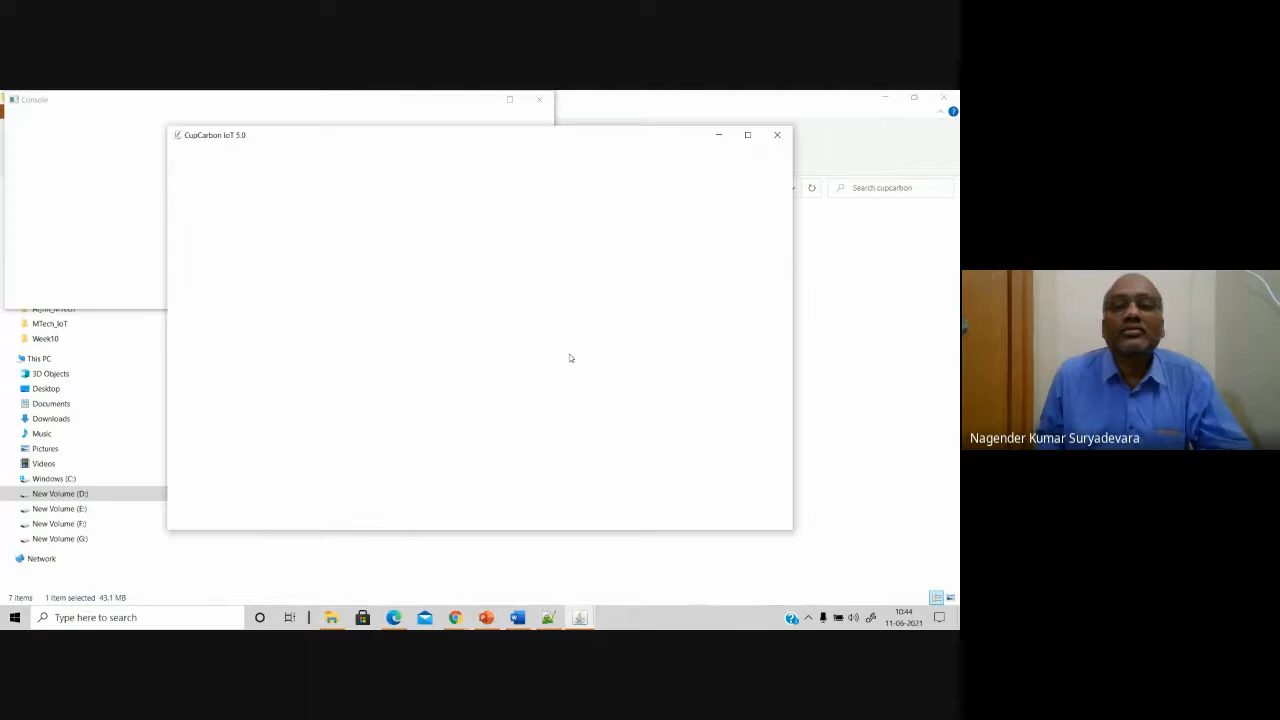 Console
CupCarbon IoT 5.0
Search cupcarbon
MTech_IoT
Week10
This PC
3D Objects
Desktop
Documents
Downloads
Music
Pictures
Videos
Windows (C:)
New Volume (D:)
New Volume (E:)
New Volume (F:)
New Volume (G:)
Network
7 items 1 item selected 43.1 MB
Type here to search
10:44
11-06-2021
Nagender Kumar Suryadevara